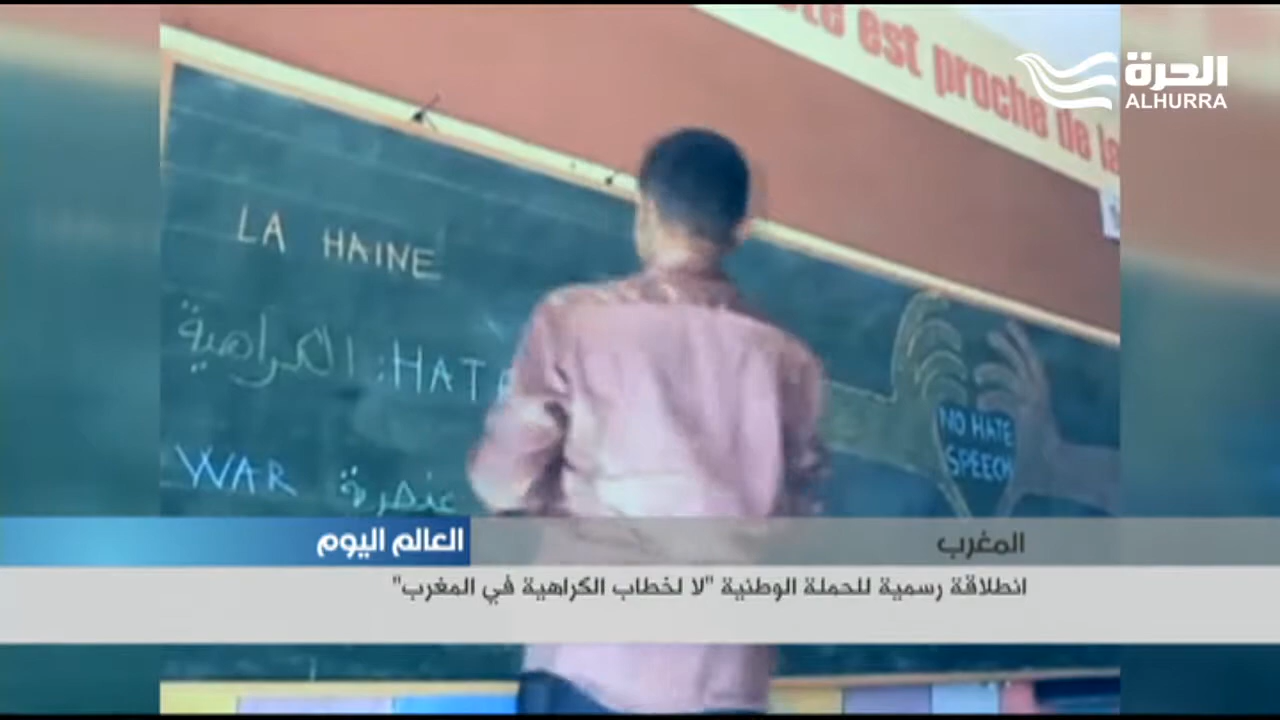 est proche de la
الحرة
ALHURRA
LA HAINE
الكراهية : HATE
WAR عنصرية
NO HATE
SPEECH
المغرب
العالم اليوم
انطلاقة رسمية للحملة الوطنية "لا لخطاب الكراهية في المغرب"